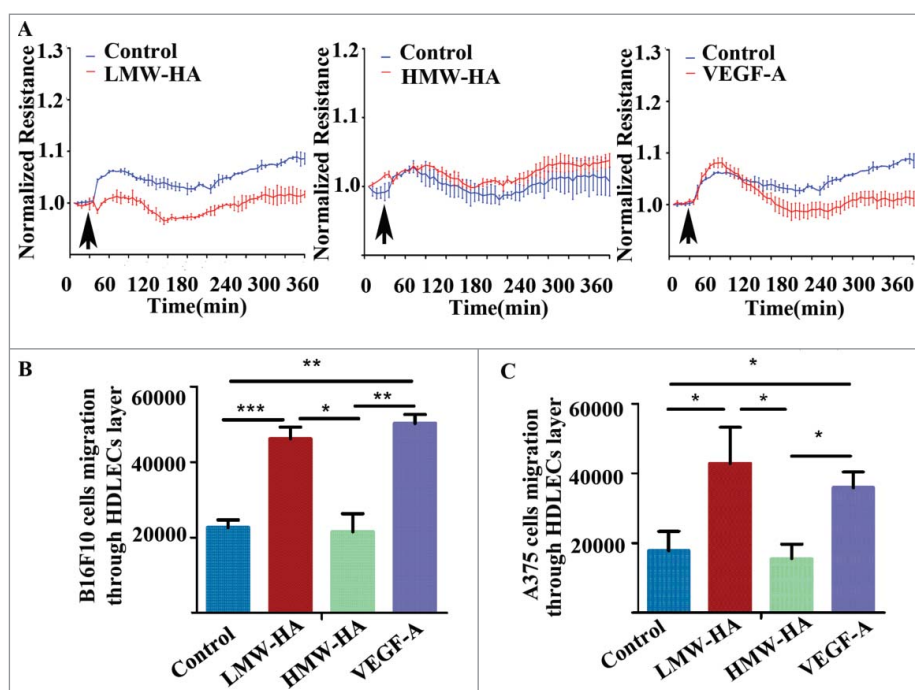 A
Control
LMW-HA
Normalized Resistance
1.3
1.2
1.1
1.0
0 60 120 180 240 300 360
Time(min)
Control
HMW-HA
Normalized Resistance
1.2
1.1
1.0
0 60 120 180 240 300 360
Time(min)
Control
VEGF-A
Normalized Resistance
1.3
1.2
1.1
1.0
0 60 120 180 240 300 360
Time(min)
B
B16F10 cells migration
through HDLECs layer
60000
40000
20000
**
*** * **
Control LMW-HA HMW-HA VEGF-A
C
A375 cells migration
through HDLECs layer
60000
40000
20000
*
* *
*
Control LMW-HA HMW-HA VEGF-A